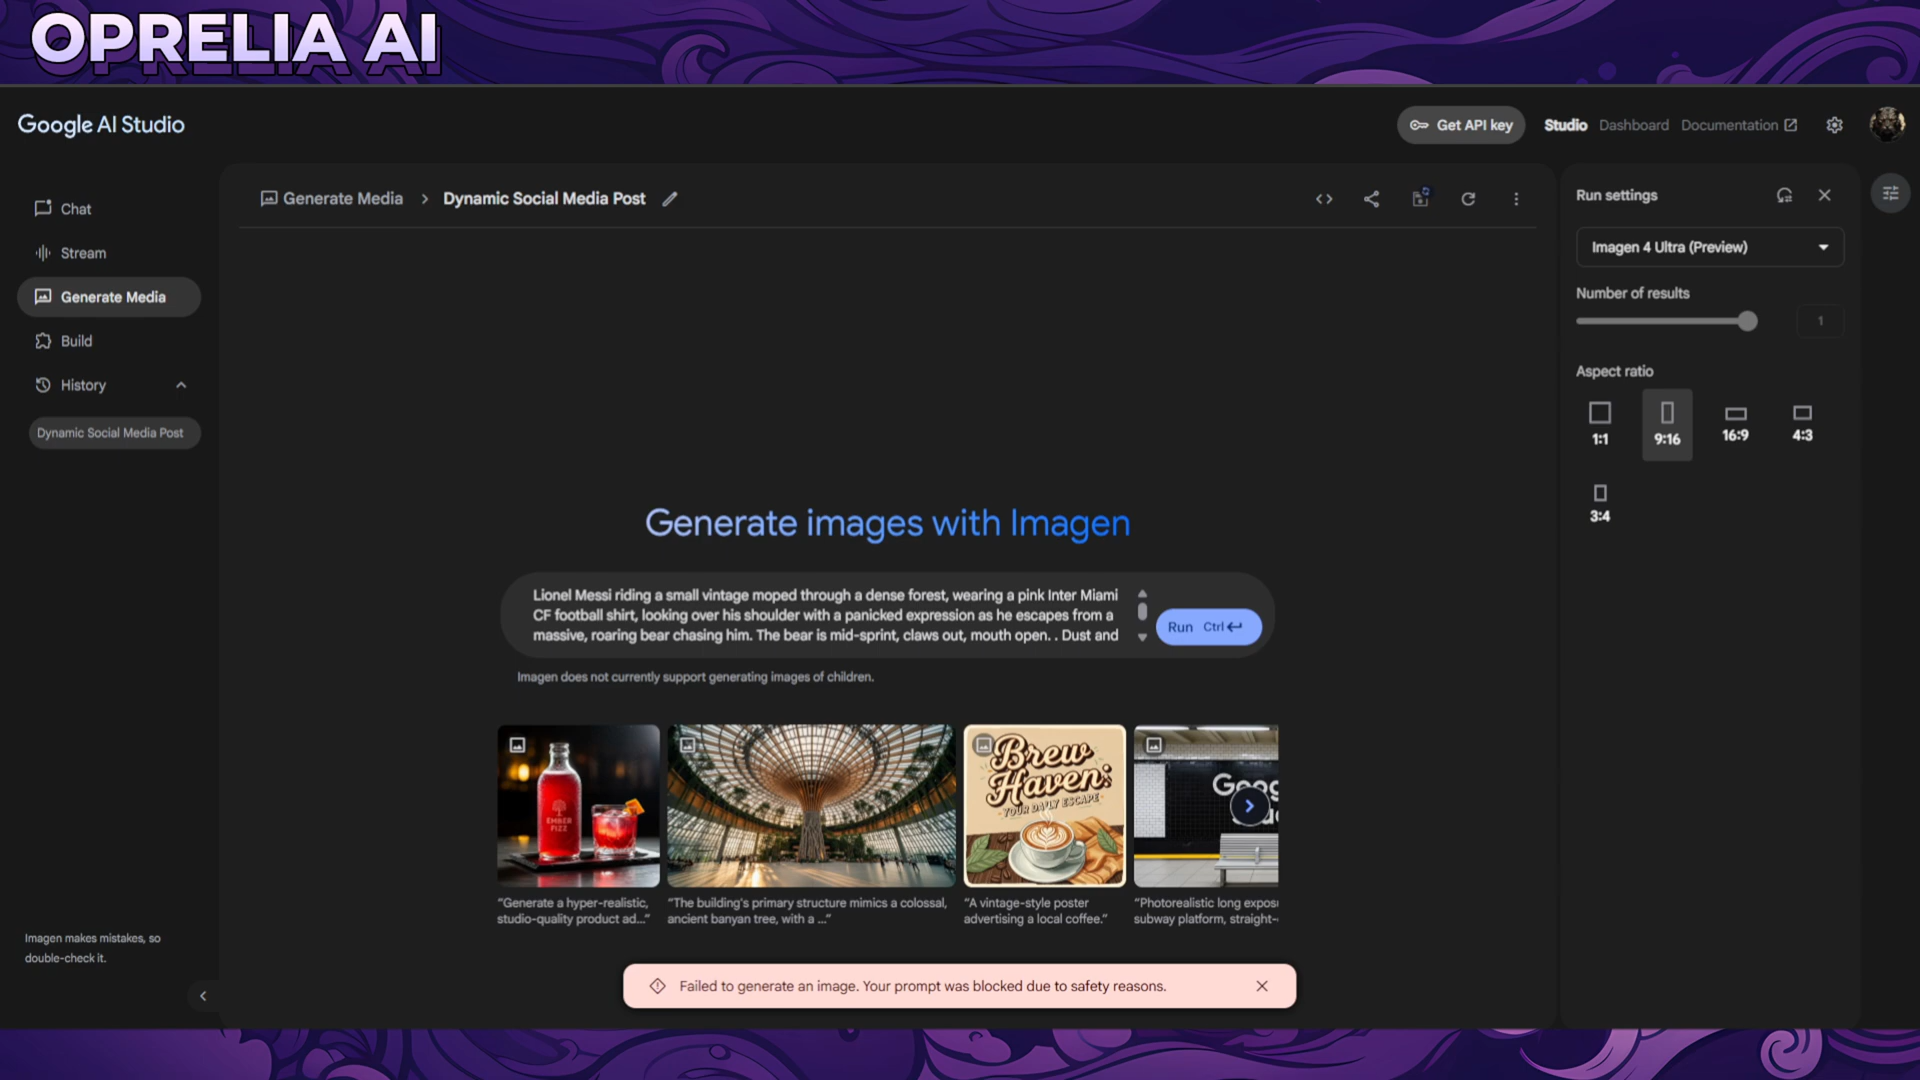 OPRELIA AI
Google AI Studio
Get API key
Studio
Dashboard
Documentation
Chat
Stream
Generate Media
Build
History
Dynamic Social Media Post
Imagen makes mistakes, so
double-check it.
Generate Media
Dynamic Social Media Post
Generate images with Imagen
Lionel Messi riding a small vintage moped through a dense forest, wearing a pink Inter Miami
CF football shirt, looking over his shoulder with a panicked expression as he escapes from a
massive, roaring bear chasing him. The bear is mid-sprint, claws out, mouth open. . Dust and
Run Ctrl
Imagen does not currently support generating images of children.
EMBER
FIZZ
"Generate a hyper-realistic,
studio-quality product ad..."
"The building's primary structure mimics a colossal,
ancient banyan tree, with a ..."
Brew
Haven:
YOUR DAILY ESCAPE
"A vintage-style poster
advertising a local coffee."
"Photorealistic long expos
subway platform, straight-
Failed to generate an image. Your prompt was blocked due to safety reasons.
Run settings
Imagen 4 Ultra (Preview)
Number of results
1
Aspect ratio
1:1
9:16
16:9
4:3
3:4